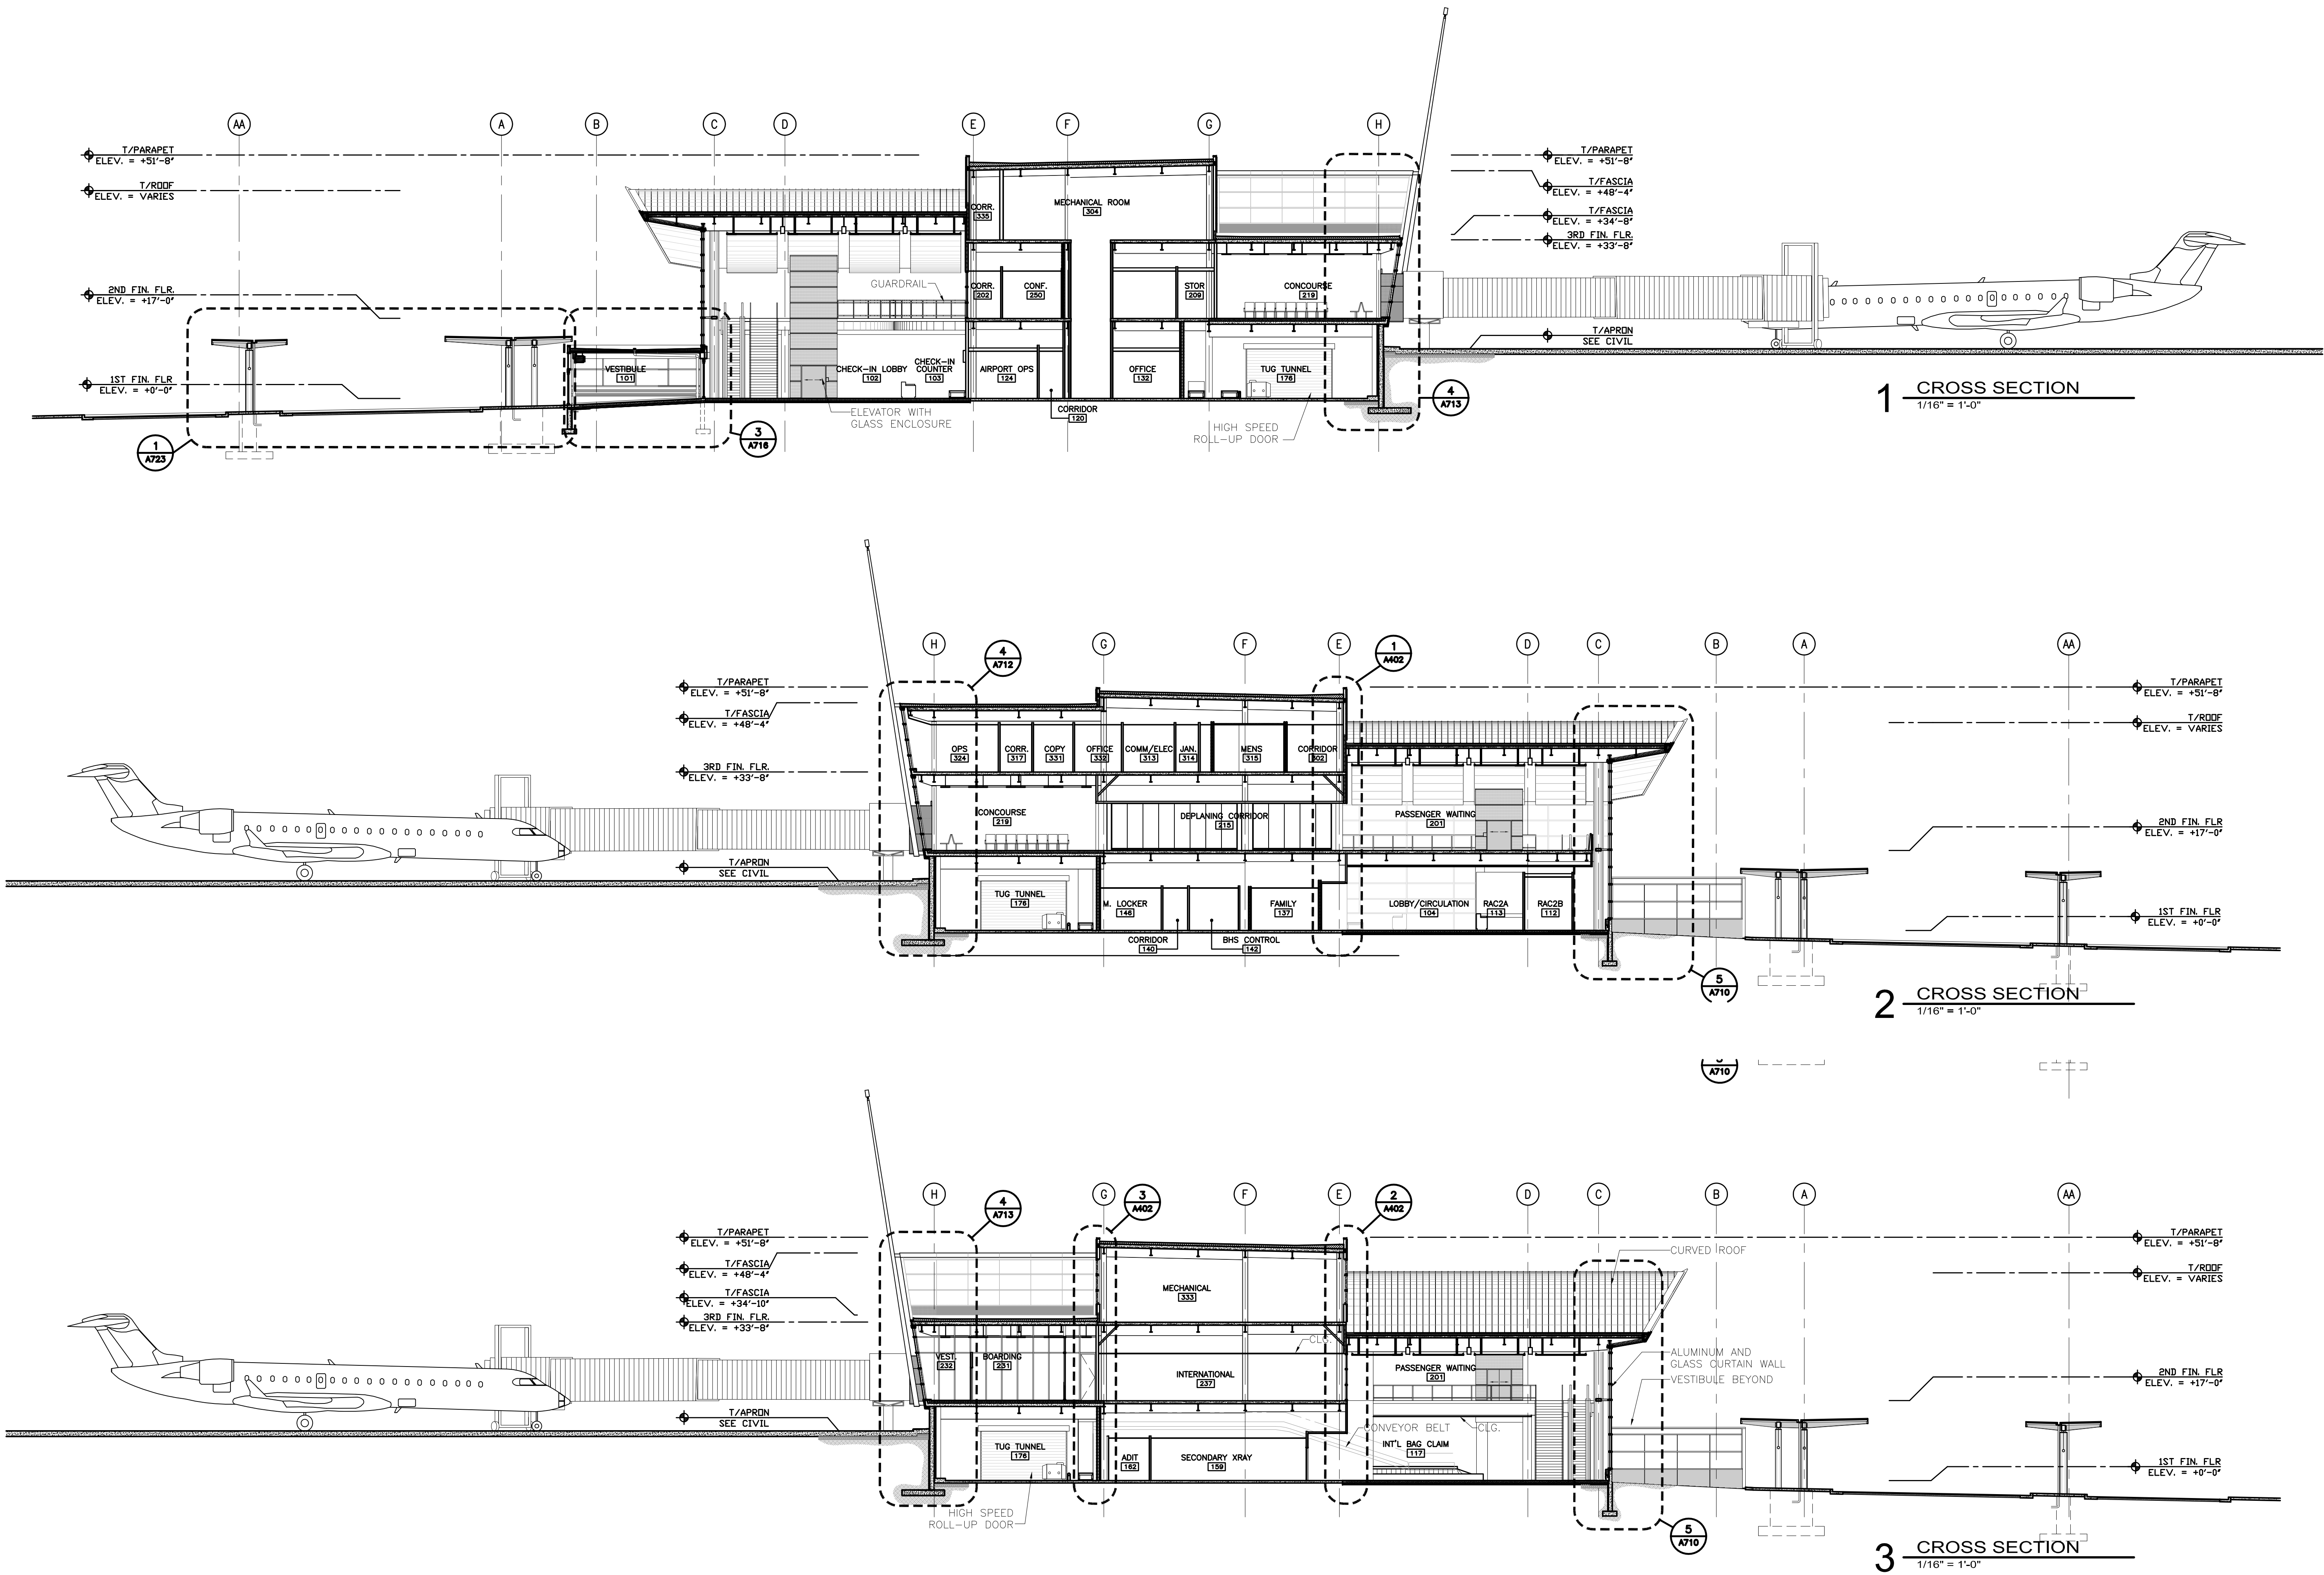 AA
A
B
C
D
E
F
G
H
T/PARAPET
ELEV. = +51'-8"
T/ROOF
ELEV. = VARIES
2ND FIN. FLR.
ELEV. = +17'-0"
1ST FIN. FLR
ELEV. = +0'-0"
T/PARAPET
ELEV. = +51'-8"
T/FASCIA
ELEV. = +48'-4"
T/FASCIA
ELEV. = +34'-8"
3RD FIN. FLR.
ELEV. = +33'-8"
T/APRON
SEE CIVIL
CORR.
335
MECHANICAL ROOM
304
GUARDRAIL
CORR.
202
CONF.
250
STOR
209
CONCOURSE
219
VESTIBULE
101
CHECK-IN LOBBY
102
CHECK-IN
COUNTER
103
AIRPORT OPS
124
OFFICE
132
TUG TUNNEL
176
CORRIDOR
120
ELEVATOR WITH
GLASS ENCLOSURE
HIGH SPEED
ROLL-UP DOOR
1
A723
3
A716
4
A713
1 CROSS SECTION
1/16" = 1'-0"
H
G
F
E
D
C
B
A
AA
4
A712
1
A402
T/PARAPET
ELEV. = +51'-8"
T/FASCIA
ELEV. = +48'-4"
3RD FIN. FLR.
ELEV. = +33'-8"
T/APRON
SEE CIVIL
T/PARAPET
ELEV. = +51'-8"
T/ROOF
ELEV. = VARIES
2ND FIN. FLR
ELEV. = +17'-0"
1ST FIN. FLR
ELEV. = +0'-0"
OPS
324
CORR.
317
COPY
331
OFFICE
332
COMM/ELEC
313
JAN.
314
MENS
315
CORRIDOR
302
CONCOURSE
219
DEPLANING CORRIDOR
215
PASSENGER WAITING
201
TUG TUNNEL
176
M. LOCKER
146
FAMILY
137
LOBBY/CIRCULATION
104
RAC2A
113
RAC2B
112
CORRIDOR
140
BHS CONTROL
142
5
A710
2 CROSS SECTION
1/16" = 1'-0"
A710
H
G
F
E
D
C
B
A
AA
4
A713
3
A402
2
A402
T/PARAPET
ELEV. = +51'-8"
T/FASCIA
ELEV. = +48'-4"
T/FASCIA
ELEV. = +34'-10"
3RD FIN. FLR.
ELEV. = +33'-8"
T/APRON
SEE CIVIL
T/PARAPET
ELEV. = +51'-8"
T/ROOF
ELEV. = VARIES
2ND FIN. FLR
ELEV. = +17'-0"
1ST FIN. FLR
ELEV. = +0'-0"
CURVED ROOF
MECHANICAL
333
CLG.
VEST.
232
BOARDING
231
INTERNATIONAL
237
PASSENGER WAITING
201
ALUMINUM AND
GLASS CURTAIN WALL
VESTIBULE BEYOND
CONVEYOR BELT
CLG.
TUG TUNNEL
176
ADIT
162
SECONDARY XRAY
159
INT'L BAG CLAIM
117
HIGH SPEED
ROLL-UP DOOR
5
A710
3 CROSS SECTION
1/16" = 1'-0"